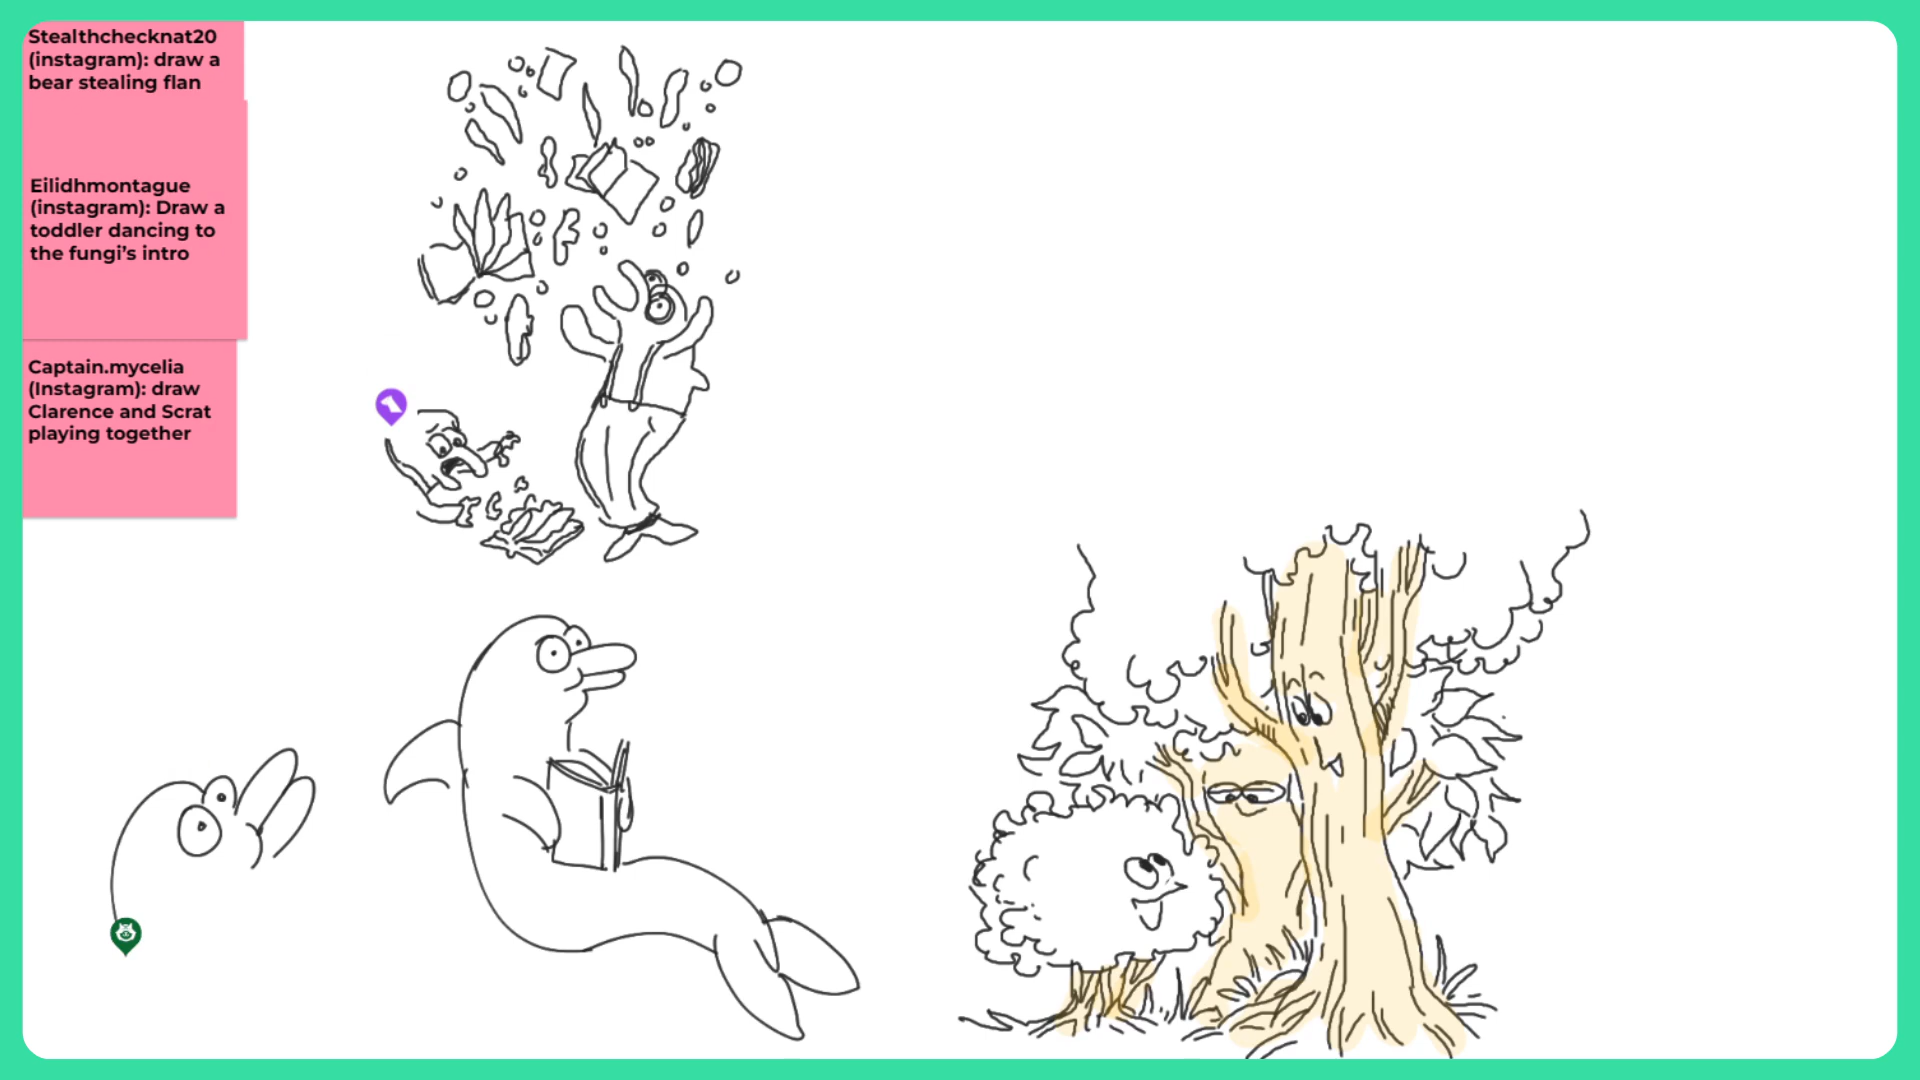 Stealthchecknat20
(instagram): draw a
bear stealing flan
Eilidhmontague
(instagram): Draw a
toddler dancing to
the fungi’s intro
Captain.mycelia
(Instagram): draw
Clarence and Scrat
playing together